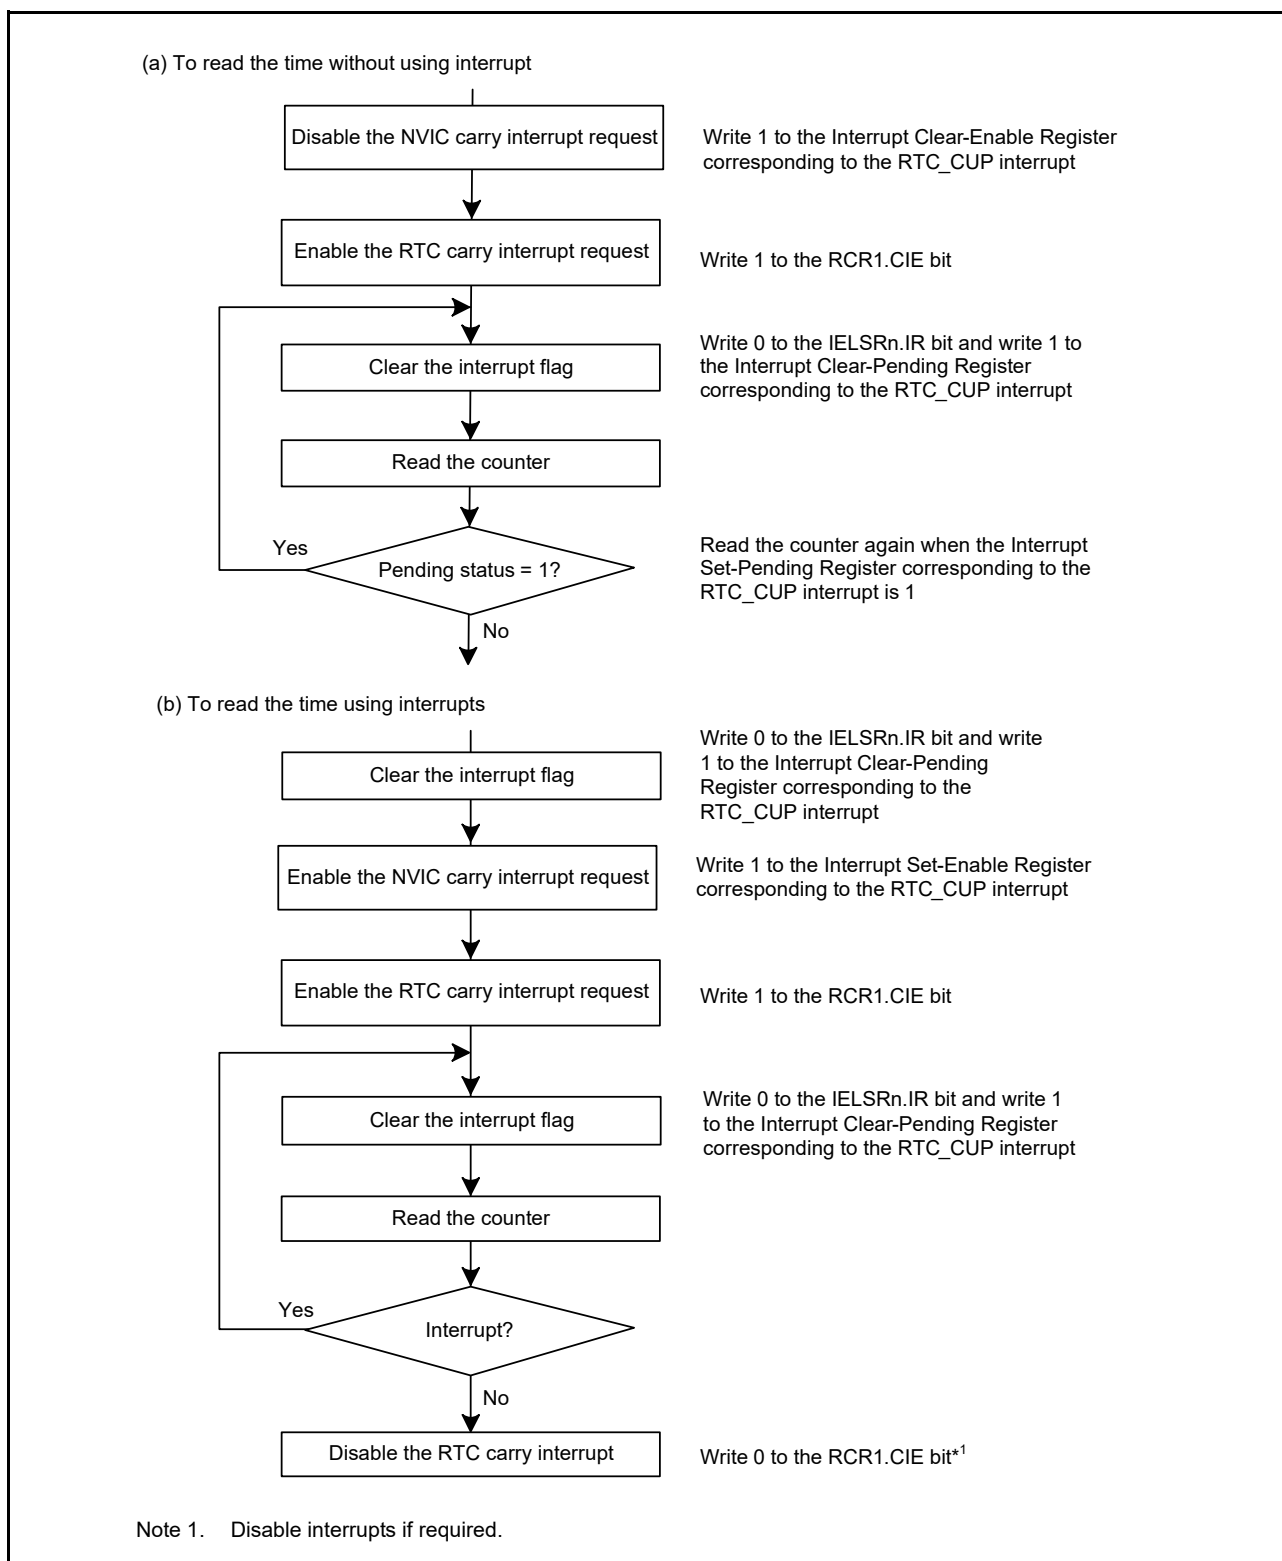 (a) To read the time without using interrupt
Disable the NVIC carry interrupt request
Write 1 to the Interrupt Clear-Enable Register
corresponding to the RTC_CUP interrupt
Enable the RTC carry interrupt request
Write 1 to the RCR1.CIE bit
Clear the interrupt flag
Write 0 to the IELSRn.IR bit and write 1 to
the Interrupt Clear-Pending Register
corresponding to the RTC_CUP interrupt
Read the counter
Yes
Pending status = 1?
Read the counter again when the Interrupt
Set-Pending Register corresponding to the
RTC_CUP interrupt is 1
No
(b) To read the time using interrupts
Clear the interrupt flag
Write 0 to the IELSRn.IR bit and write
1 to the Interrupt Clear-Pending
Register corresponding to the
RTC_CUP interrupt
Enable the NVIC carry interrupt request
Write 1 to the Interrupt Set-Enable Register
corresponding to the RTC_CUP interrupt
Enable the RTC carry interrupt request
Write 1 to the RCR1.CIE bit
Clear the interrupt flag
Write 0 to the IELSRn.IR bit and write 1
to the Interrupt Clear-Pending Register
corresponding to the RTC_CUP interrupt
Read the counter
Yes
Interrupt?
No
Disable the RTC carry interrupt
Write 0 to the RCR1.CIE bit*1
Note 1. Disable interrupts if required.